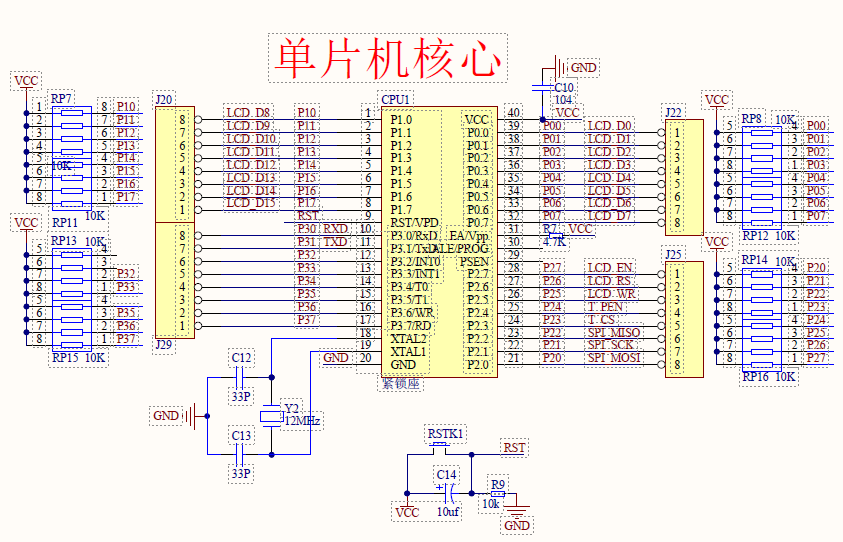 单片机核心
VCC
RP7
1 8 P10
2 7 P11
3 6 P12
4 5 P13
5 4 P14
10K
6 3 P15
7 2 P16
8 1 P17
10K
RP11
VCC
RP13 10K
5 4
6 3
7 2 P32
8 1 P33
5 4
6 3 P35
7 2 P36
8 1 P37
RP15 10K
J20
8
7
6
5
4
3
2
1
8
7
6
5
4
3
2
1
J29
LCD_D8 P10 1
LCD_D9 P11 2
LCD_D10 P12 3
LCD_D11 P13 4
LCD_D12 P14 5
LCD_D13 P15 6
LCD_D14 P16 7
LCD_D15 P17 8
RST 9
P30 RXD 10
P31 TXD 11
P32 12
P33 13
P34 14
P35 15
P36 16
P37 17
18
19
GND 20
CPU1
P1.0 VCC
P1.1 P0.0
P1.2 P0.1
P1.3 P0.2
P1.4 P0.3
P1.5 P0.4
P1.6 P0.5
P1.7 P0.6
RST/VPD P0.7
P3.0/RxD EA/Vpp
P3.1/TxD ALE/PROG
P3.2/INT0 PSEN
P3.3/INT1 P2.7
P3.4/T0 P2.6
P3.5/T1 P2.5
P3.6/WR P2.4
P3.7/RD P2.3
XTAL2 P2.2
XTAL1 P2.1
GND P2.0
紧锁座
GND
C10
104
40 VCC
39 P00 LCD_D0
38 P01 LCD_D1
37 P02 LCD_D2
36 P03 LCD_D3
35 P04 LCD_D4
34 P05 LCD_D5
33 P06 LCD_D6
32 P07 LCD_D7
31 R7 VCC
30 4.7K
29
28 P27 LCD_EN
27 P26 LCD_RS
26 P25 LCD_WR
25 P24 T_PEN
24 P23 T_CS
23 P22 SPI_MISO
22 P21 SPI_SCK
21 P20 SPI_MOSI
J22
1
2
3
4
5
6
7
8
J25
1
2
3
4
5
6
7
8
VCC
RP8 10K
5 4 P00
6 3 P01
7 2 P02
8 1 P03
5 4 P04
6 3 P05
7 2 P06
8 1 P07
RP12 10K
VCC
RP14 10K
5 4 P20
6 3 P21
7 2 P22
8 1 P23
5 4 P24
6 3 P25
7 2 P26
8 1 P27
RP16 10K
C12
33P
GND
Y2
12MHz
C13
33P
RSTK1
RST
C14
+
10uf
VCC
R9
10k
GND